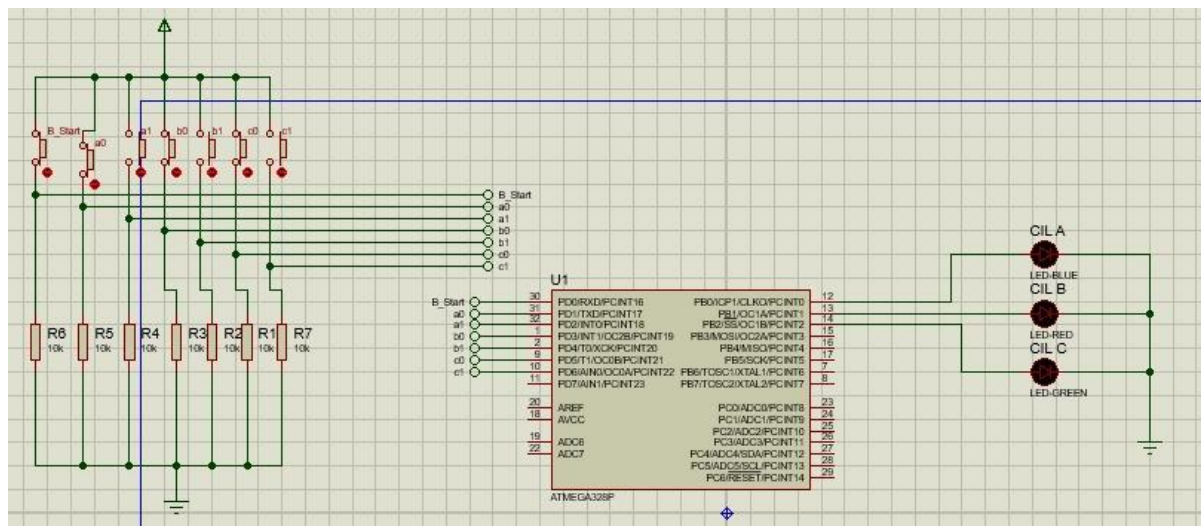 B_Start
a0
a1
b0
b1
c0
c1
B_Start
a0
a1
b0
b1
c0
c1
R6
10k
R5
10k
R4
10k
R3
10k
R2
10k
R1
10k
R7
10k
U1
B_Start 30 PD0/RXD/PCINT16
a0 31 PD1/TXD/PCINT17
a1 32 PD2/INT0/PCINT18
b0 1 PD3/INT1/OC2B/PCINT19
b1 2 PD4/T0/XCK/PCINT20
c0 9 PD5/T1/OC0B/PCINT21
c1 10 PD6/AIN0/OC0A/PCINT22
11 PD7/AIN1/PCINT23
20 AREF
18 AVCC
19 ADC6
22 ADC7
PB0/ICP1/CLKO/PCINT0 12
PB1/OC1A/PCINT1 13
PB2/SS/OC1B/PCINT2 14
PB3/MOSI/OC2A/PCINT3 15
PB4/MISO/PCINT4 16
PB5/SCK/PCINT5 17
PB6/TOSC1/XTAL1/PCINT6 7
PB7/TOSC2/XTAL2/PCINT7 8
PC0/ADC0/PCINT8 23
PC1/ADC1/PCINT9 24
PC2/ADC2/PCINT10 25
PC3/ADC3/PCINT11 26
PC4/ADC4/SDA/PCINT12 27
PC5/ADC5/SCL/PCINT13 28
PC6/RESET/PCINT14 29
ATMEGA328P
CIL A
LED-BLUE
CIL B
LED-RED
CIL C
LED-GREEN